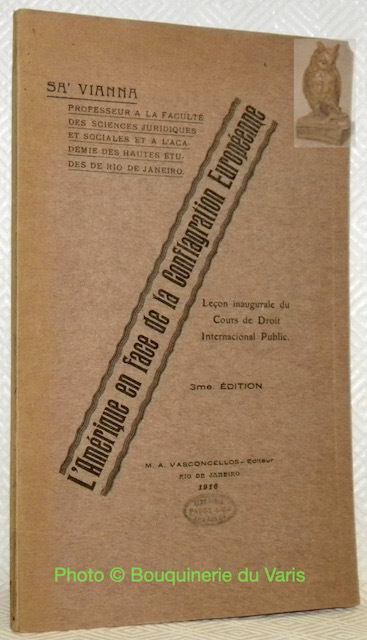 SA' VIANNA
PROFESSEUR A LA FACULTÉ
DES SCIENCES JURIDIQUES
ET SOCIALES ET À L'ACA-
DÉMIE DES HAUTES ÉTU-
DES DE RIO DE JANEIRO.
L'Amérique en face de la Conflagration Européenne
Leçon inaugurale du
Cours de Droit
Internacional Public.
3me. ÉDITION
M. A. VASCONCELLOS - Editeur
RIO DE JANEIRO
1916
Photo © Bouquinerie du Varis